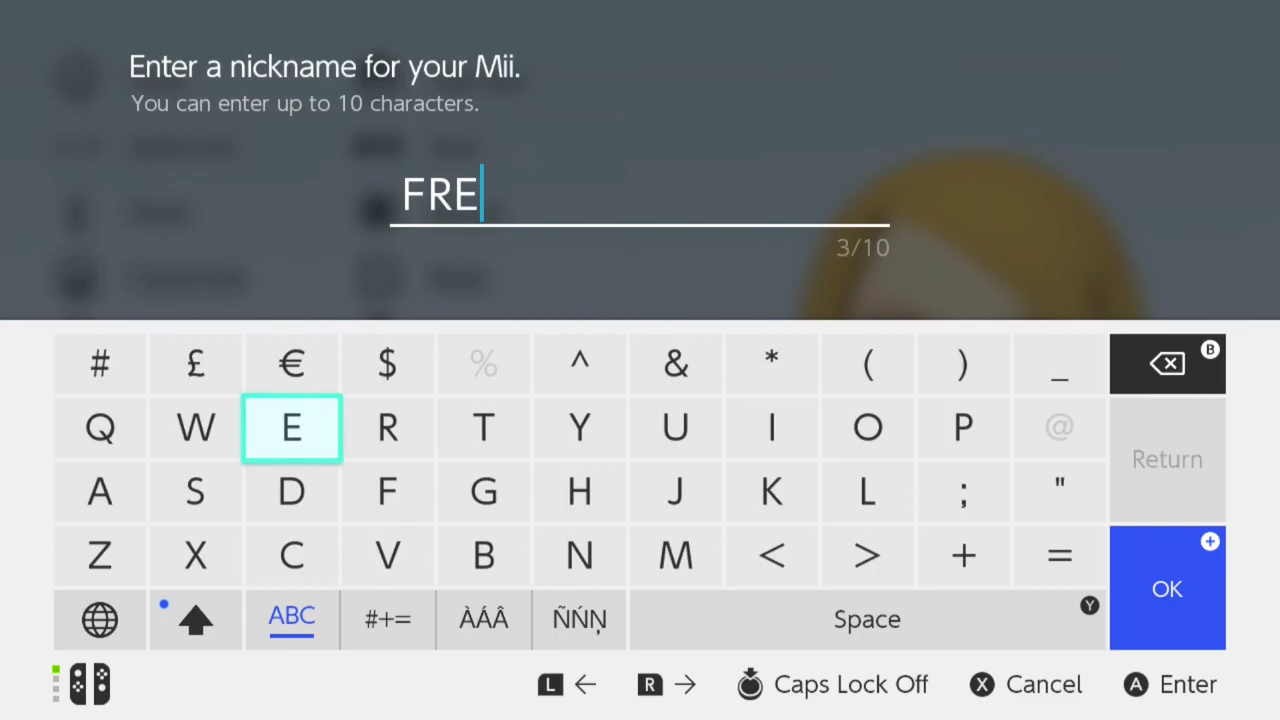 Enter a nickname for your Mii.
You can enter up to 10 characters.
FRE
3/10
# £ € $ % ^ & * ( ) _ B
Q W E R T Y U I O P @
Return
A S D F G H J K L ; "
Z X C V B N M < > + = +
OK
ABC #+= ÀÁÂ ÑŃŅ Space Y
L ← R → Caps Lock Off X Cancel A Enter